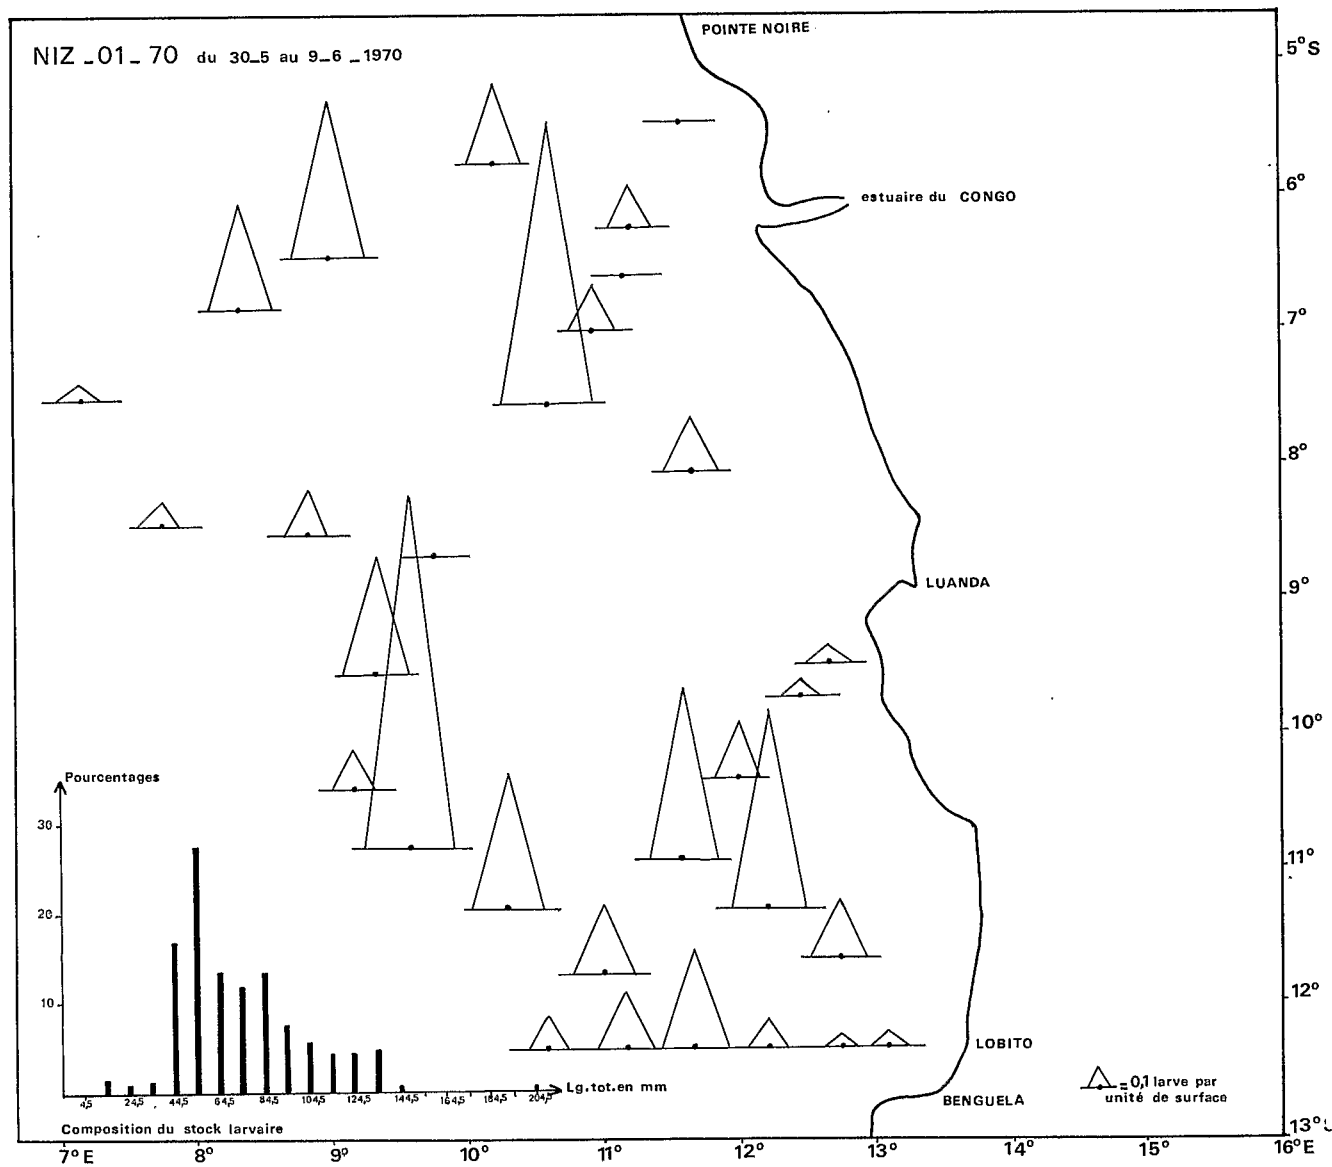 POINTE NOIRE
NIZ _01_ 70 du 30_5 au 9_6 _1970
5°S
6°
estuaire du CONGO
7°
8°
LUANDA
9°
10°
Pourcentages
30
20
10
11°
12°
LOBITO
Lg.tot.en mm
4,5 24,5 44,5 64,5 84,5 104,5 124,5 144,5 164,5 184,5 204,5
= 0,1 larve par
unité de surface
BENGUELA
Composition du stock larvaire
13°
7°E 8° 9° 10° 11° 12° 13° 14° 15° 16°E